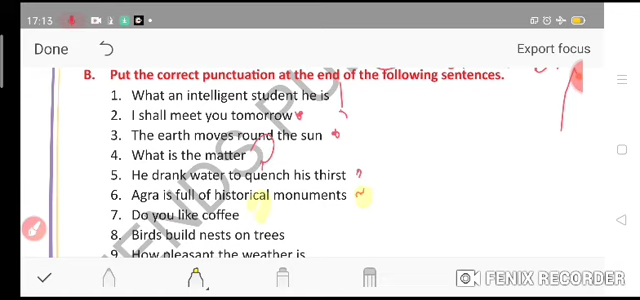 17:13
Done
Export focus
B. Put the correct punctuation at the end of the following sentences.
1. What an intelligent student he is
2. I shall meet you tomorrow
3. The earth moves round the sun
4. What is the matter
5. He drank water to quench his thirst
6. Agra is full of historical monuments
7. Do you like coffee
8. Birds build nests on trees
9. How pleasant the weather is
FENIX RECORDER